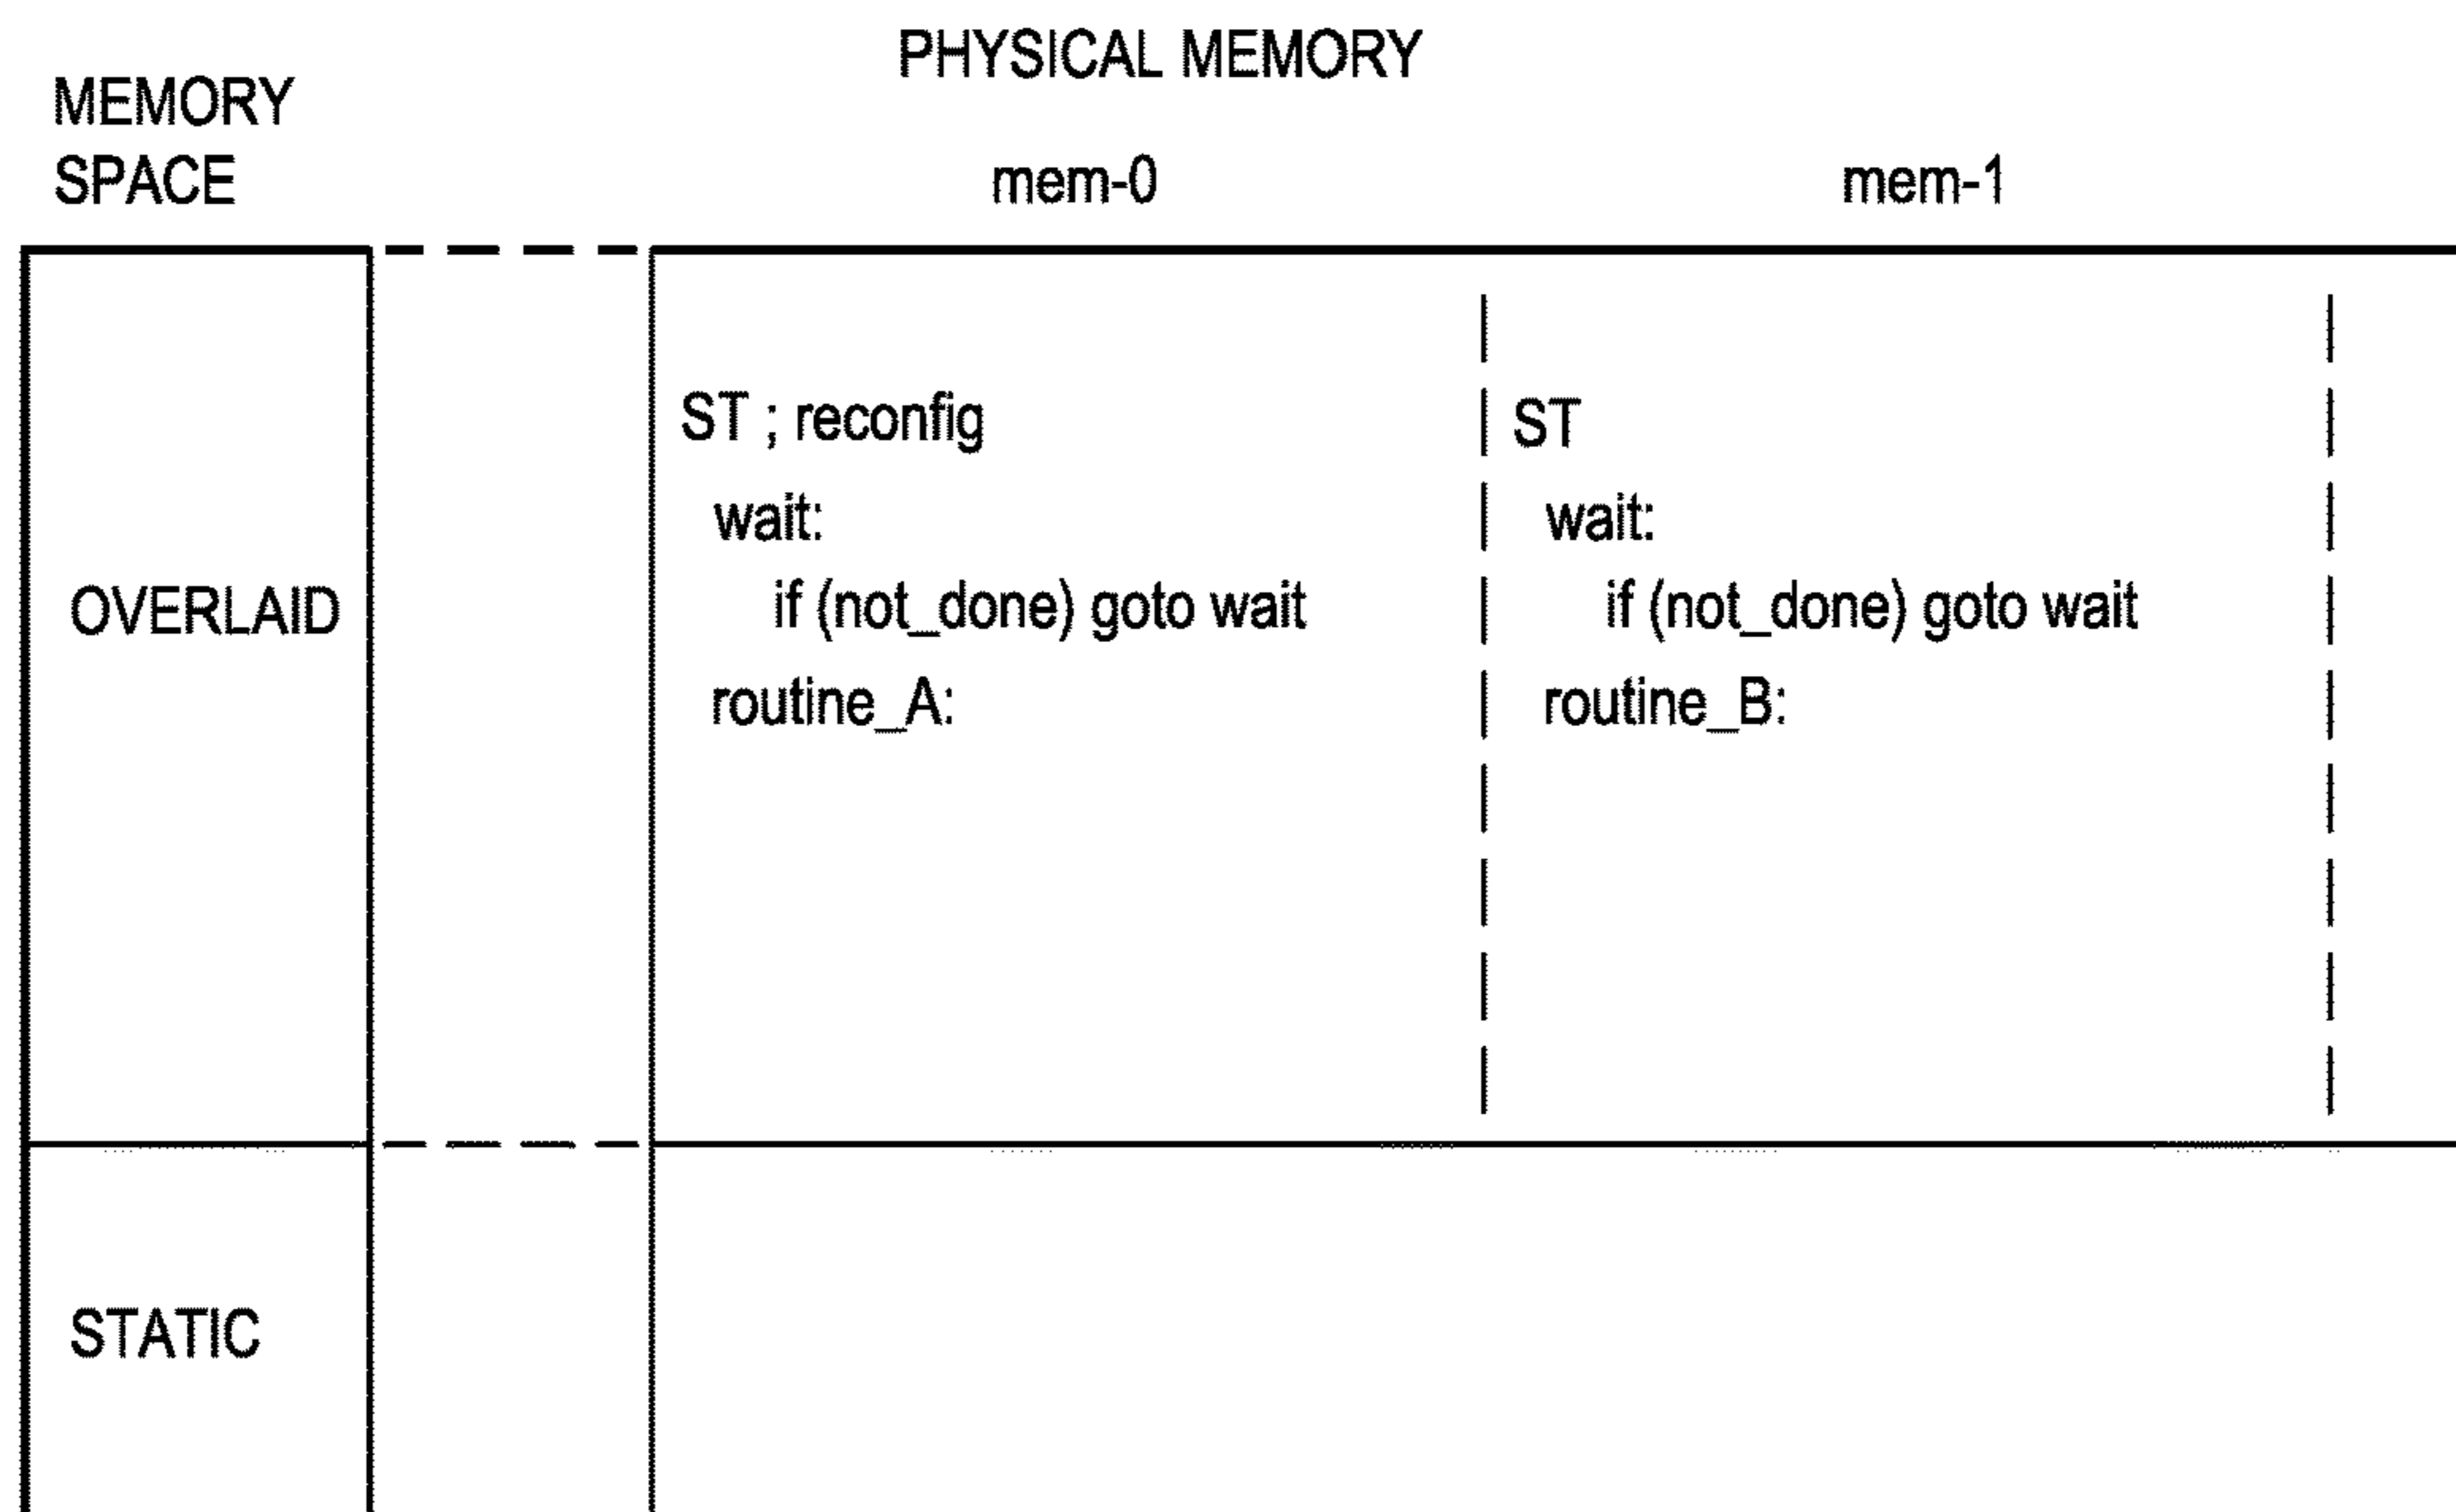 PHYSICAL MEMORY
MEMORY
SPACE
mem-0
mem-1
OVERLAID
ST ; reconfig
wait:
if (not_done) goto wait
routine_A:
ST
wait:
if (not_done) goto wait
routine_B:
STATIC